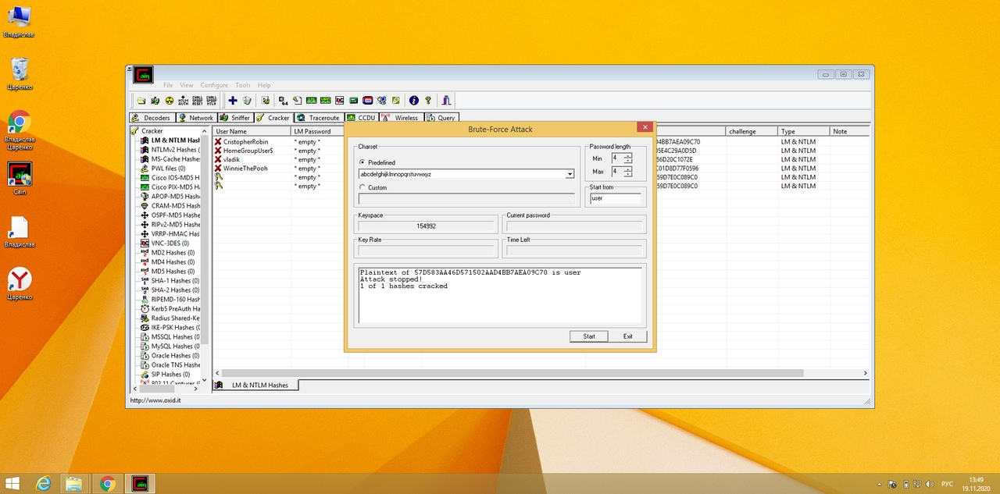 Владислав
Царенко
Владислав
Царенко
Cain
Владислав
Царенко
Cain
File View Configure Tools Help
Decoders Network Sniffer Cracker Traceroute CCDU Wireless Query
Cracker
LM & NTLM Hash
NTLMv2 Hashes (
MS-Cache Hashes
PWL files (0)
Cisco IOS-MD5 H
Cisco PIX-MD5 H
APOP-MD5 Hashe
CRAM-MD5 Hashe
OSPF-MD5 Hashe
RIPv2-MD5 Hashe
VRRP-HMAC Has
VNC-3DES (0)
MD2 Hashes (0)
MD4 Hashes (0)
MD5 Hashes (0)
SHA-1 Hashes (0)
SHA-2 Hashes (0)
RIPEMD-160 Hash
Kerb5 PreAuth Ha
Radius Shared-Ke
IKE-PSK Hashes (0
MSSQL Hashes (0)
MySQL Hashes (0)
Oracle Hashes (0)
Oracle TNS Hashe
SIP Hashes (0)
User Name LM Password challenge Type Note
CristopherRobin * empty * D4BB7AEA09C70 LM & NTLM
HomeGroupUser$ * empty * 05E4C29A0D5D LM & NTLM
vladik * empty * 56D20C1072E LM & NTLM
WinnieThePooh * empty * C01D8D77F0596 LM & NTLM
* empty * 59D7E0C089C0 LM & NTLM
* empty * 59D7E0C089C0 LM & NTLM
Brute-Force Attack
Charset
Predefined
abcdefghijklmnopqrstuvwxyz
Custom
Password length
Min 4
Max 4
Start from
user
Keyspace
154992
Current password
Key Rate
Time Left
Plaintext of 57D583AA46D571502AAD4BB7AEA09C70 is user
Attack stopped!
1 of 1 hashes cracked
Start Exit
LM & NTLM Hashes
http://www.oxid.it
РУС
13:49
19.11.2020